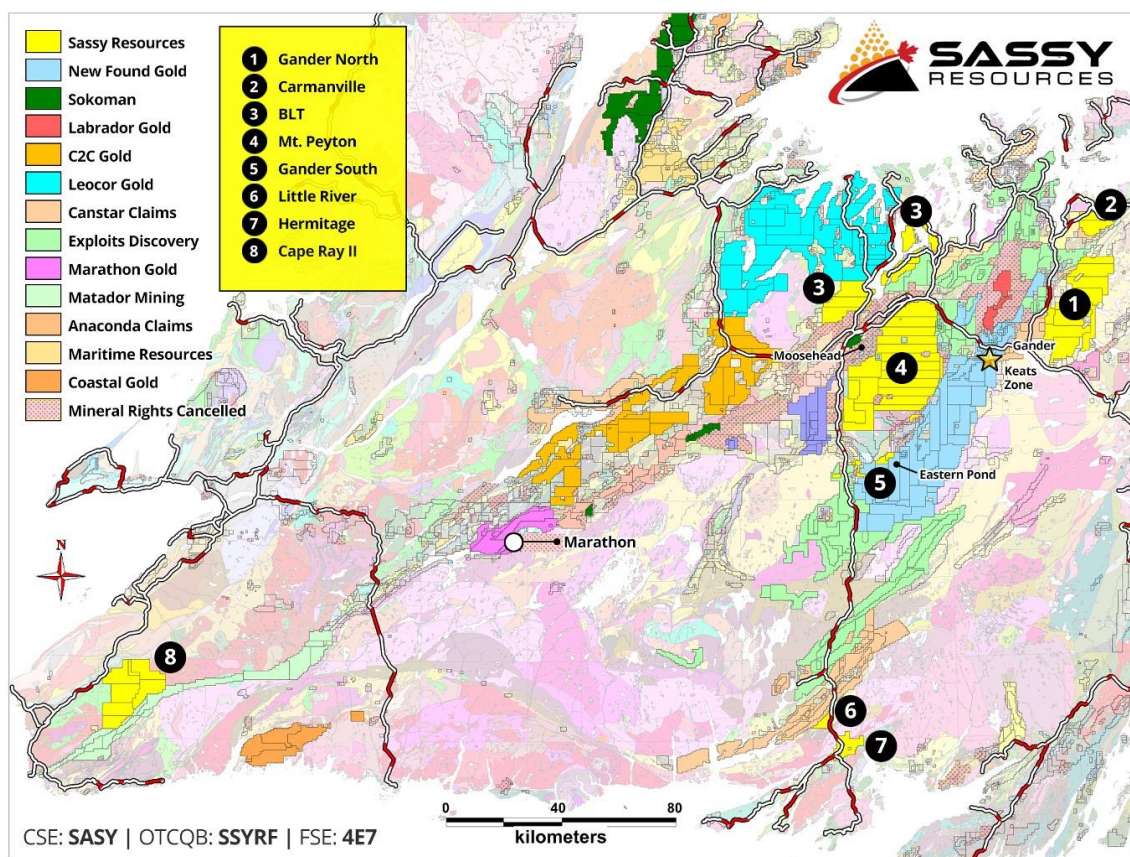 Sassy Resources
New Found Gold
Sokoman
Labrador Gold
C2C Gold
Leocor Gold
Canstar Claims
Exploits Discovery
Marathon Gold
Matador Mining
Anaconda Claims
Maritime Resources
Coastal Gold
Mineral Rights Cancelled
1 Gander North
2 Carmanville
3 BLT
4 Mt. Peyton
5 Gander South
6 Little River
7 Hermitage
8 Cape Ray II
SASSY
RESOURCES
2
3
3
1
Moosehead
Gander
Keats
Zone
4
5
Eastern Pond
Marathon
N
8
6
7
0 40 80
kilometers
CSE: SASY | OTCQB: SSYRF | FSE: 4E7